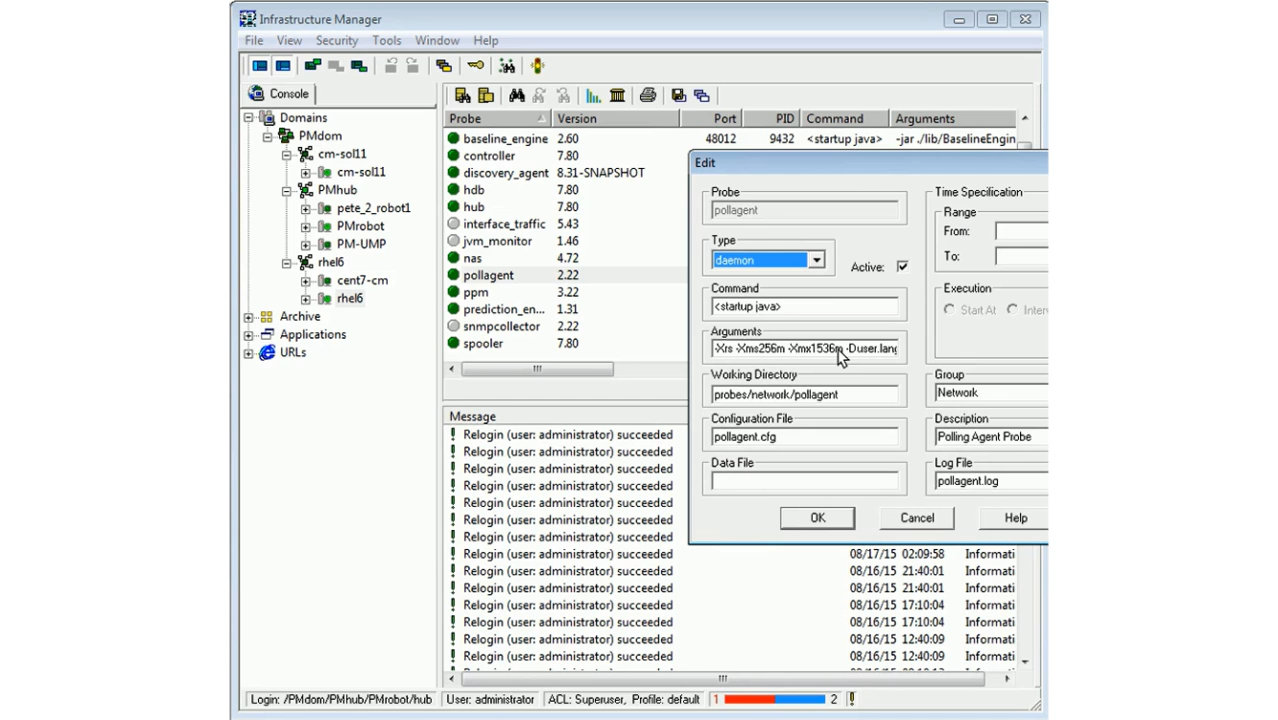 Infrastructure Manager
File View Security Tools Window Help
Console
Domains
PMdom
cm-sol11
cm-sol11
PMhub
pete_2_robot1
PMrobot
PM-UMP
rhel6
cent7-cm
rhel6
Archive
Applications
URLs
Probe Version Port PID Command Arguments
baseline_engine 2.60 48012 9432 <startup java> -jar ./lib/BaselineEngin
controller 7.80
discovery_agent 8.31-SNAPSHOT
hdb 7.80
hub 7.80
interface_traffic 5.43
jvm_monitor 1.46
nas 4.72
pollagent 2.22
ppm 3.22
prediction_en... 1.31
snmpcollector 2.22
spooler 7.80
Edit
Probe
pollagent
Type
daemon
Active:
Command
<startup java>
Arguments
-Xrs -Xms256m -Xmx1536m -Duser.lang
Working Directory
probes/network/pollagent
Configuration File
pollagent.cfg
Data File
Time Specification
Range
From:
To:
Execution
Start At Interv
Group
Network
Description
Polling Agent Probe
Log File
pollagent.log
OK Cancel Help
Message
Relogin (user: administrator) succeeded
Relogin (user: administrator) succeeded
Relogin (user: administrator) succeeded
Relogin (user: administrator) succeeded
Relogin (user: administrator) succeeded
Relogin (user: administrator) succeeded
Relogin (user: administrator) succeeded
Relogin (user: administrator) succeeded 08/17/15 02:09:58 Informati
Relogin (user: administrator) succeeded 08/16/15 21:40:01 Informati
Relogin (user: administrator) succeeded 08/16/15 21:40:01 Informati
Relogin (user: administrator) succeeded 08/16/15 17:10:04 Informati
Relogin (user: administrator) succeeded 08/16/15 17:10:04 Informati
Relogin (user: administrator) succeeded 08/16/15 12:40:09 Informati
Relogin (user: administrator) succeeded 08/16/15 12:40:09 Informati
Login: /PMdom/PMhub/PMrobot/hub User: administrator ACL: Superuser, Profile: default 1 2